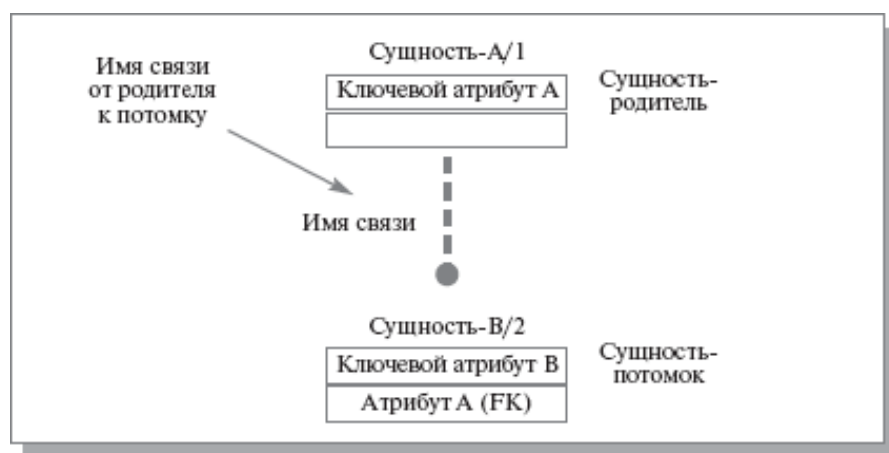 Имя связи
от родителя
к потомку
Сущность-А/1
Ключевой атрибут А
Сущность-
родитель
Имя связи
Сущность-В/2
Ключевой атрибут В
Атрибут А (FK)
Сущность-
потомок